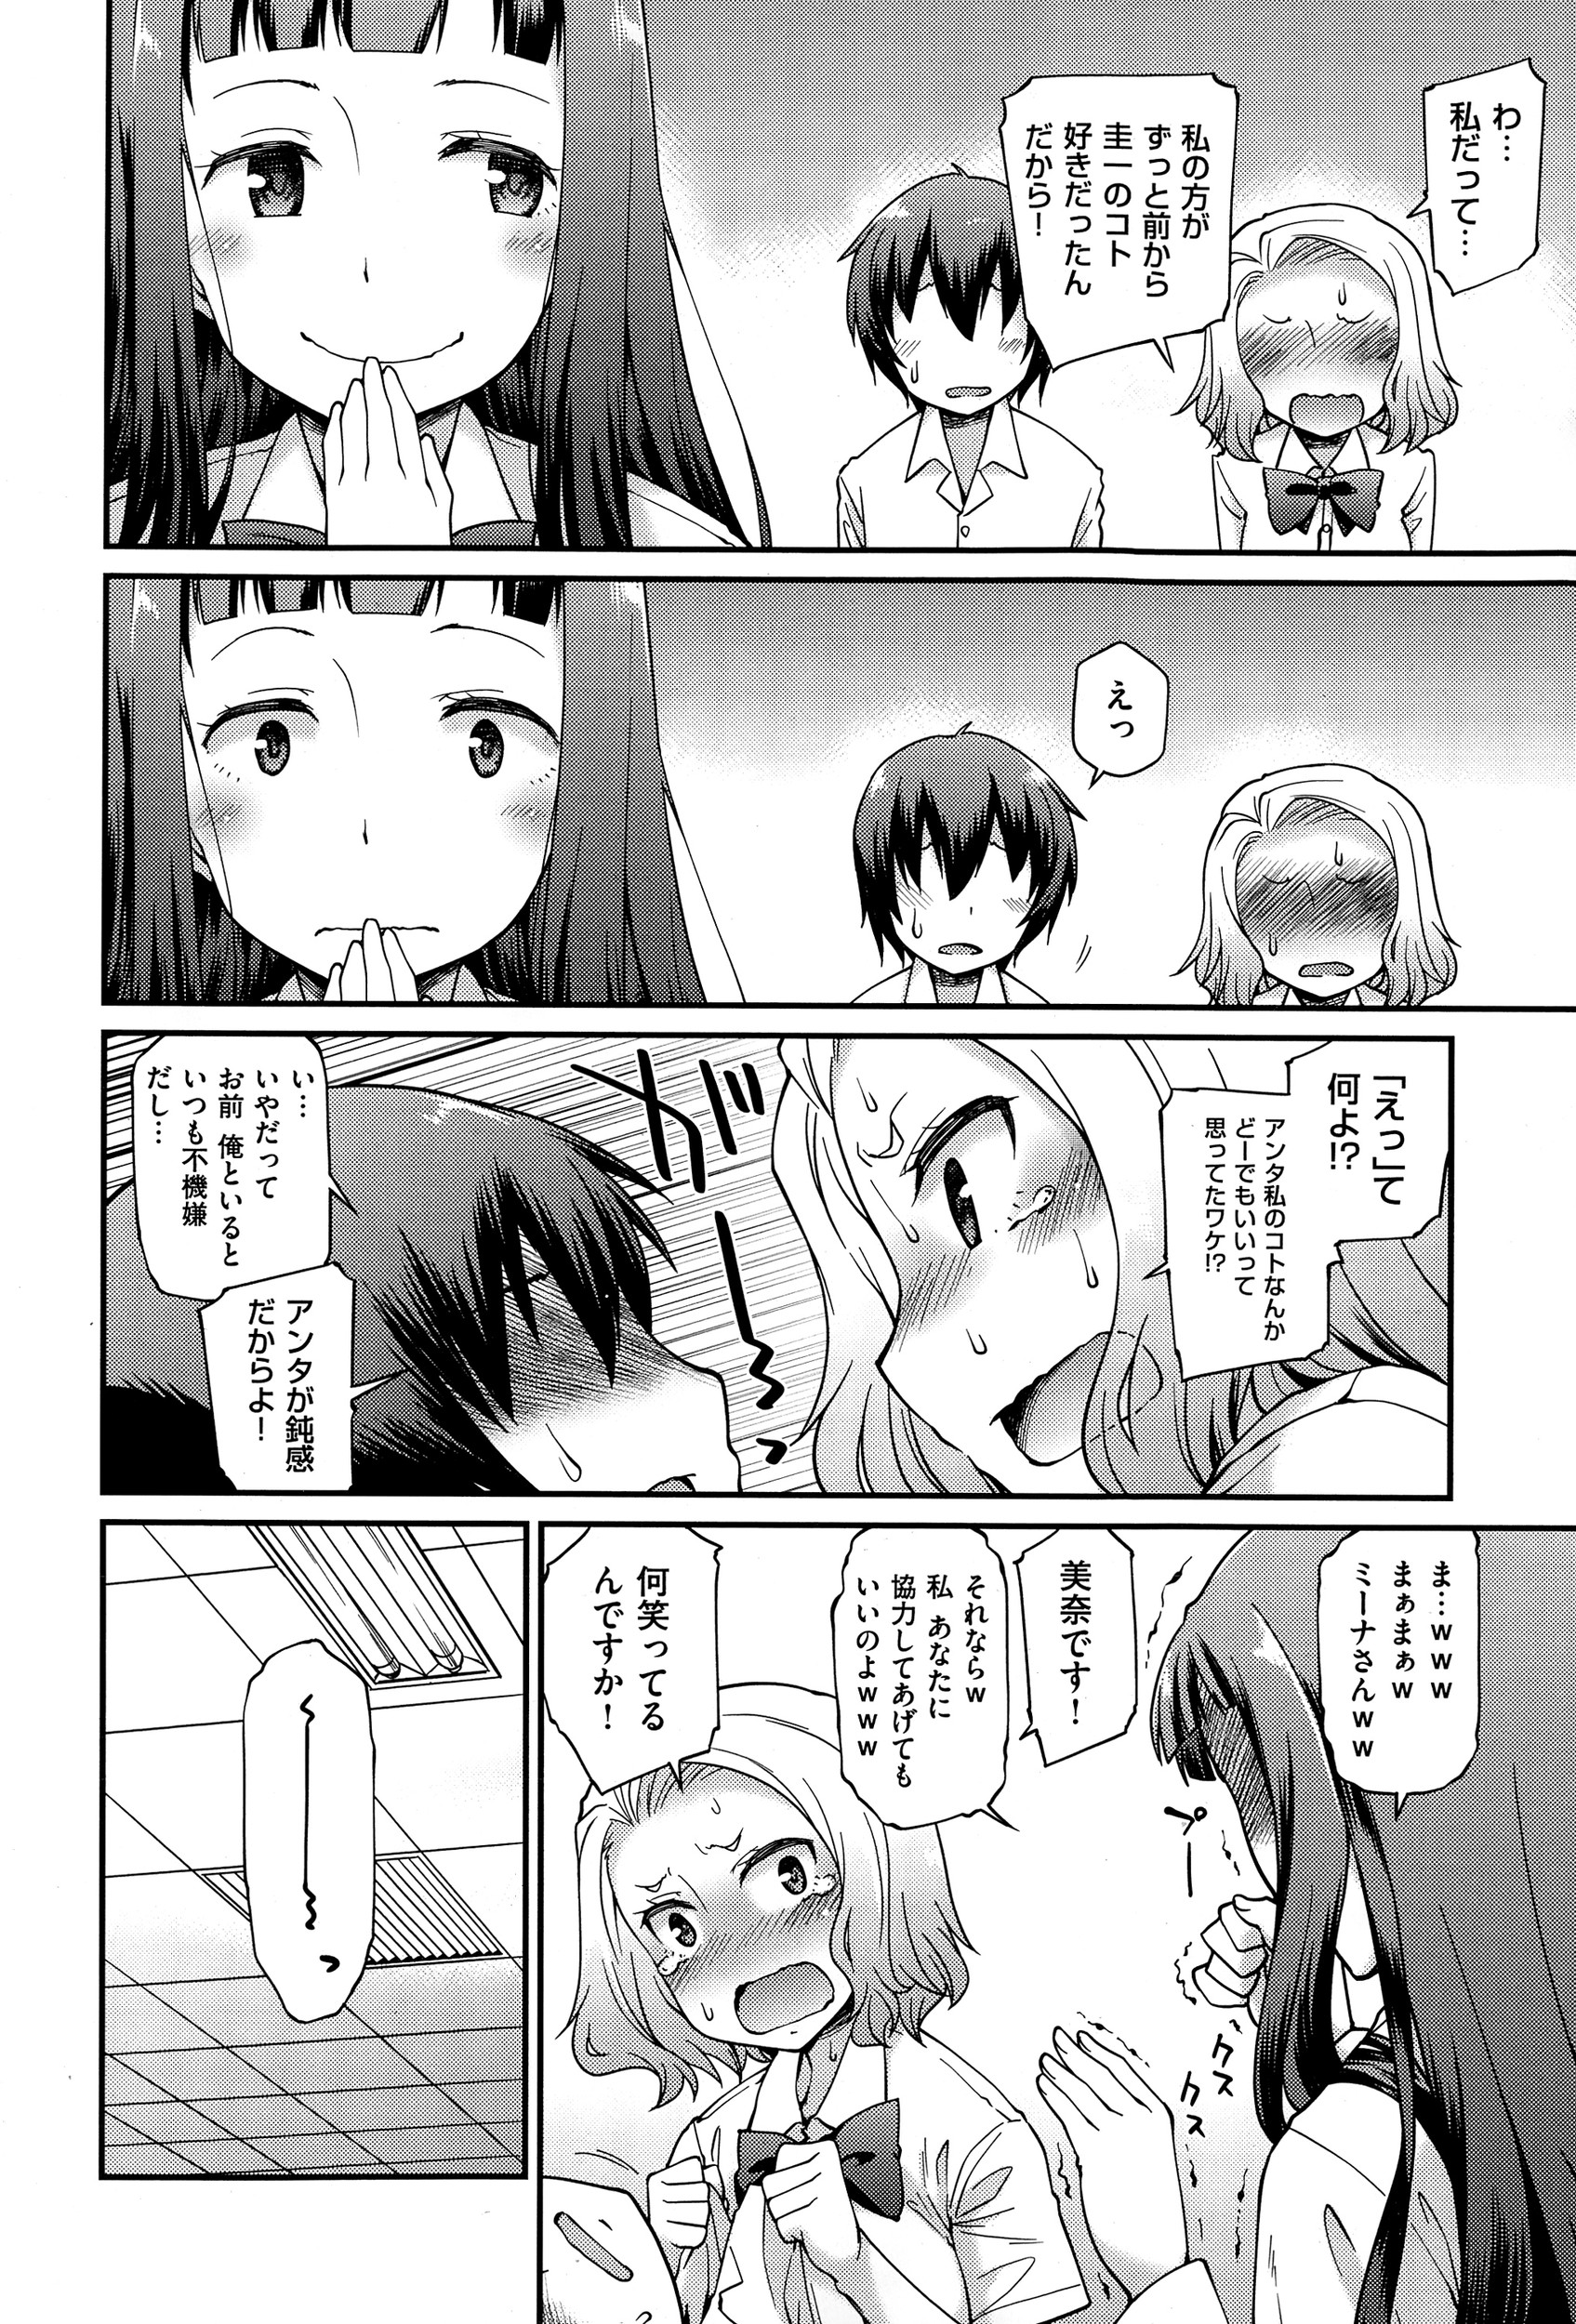 わ…
私だって…
私の方が
ずっと前から
圭一のコト
好きだったん
だから！
えっ
「えっ」て
何よ!?
アンタ私のコトなんか
どーでもいいって
思ってたワケ!?
ガバッ
い…
いやだって
お前 俺といると
いつも不機嫌
だし…
アンタが鈍感
だからよ！
ま…ｗｗｗ
まぁまぁｗ
ミーナさんｗｗ
美奈です！
それならｗ
私 あなたに
協力してあげても
いいのよｗｗｗ
プー
クス
クス
何笑ってる
んですか！
～っ